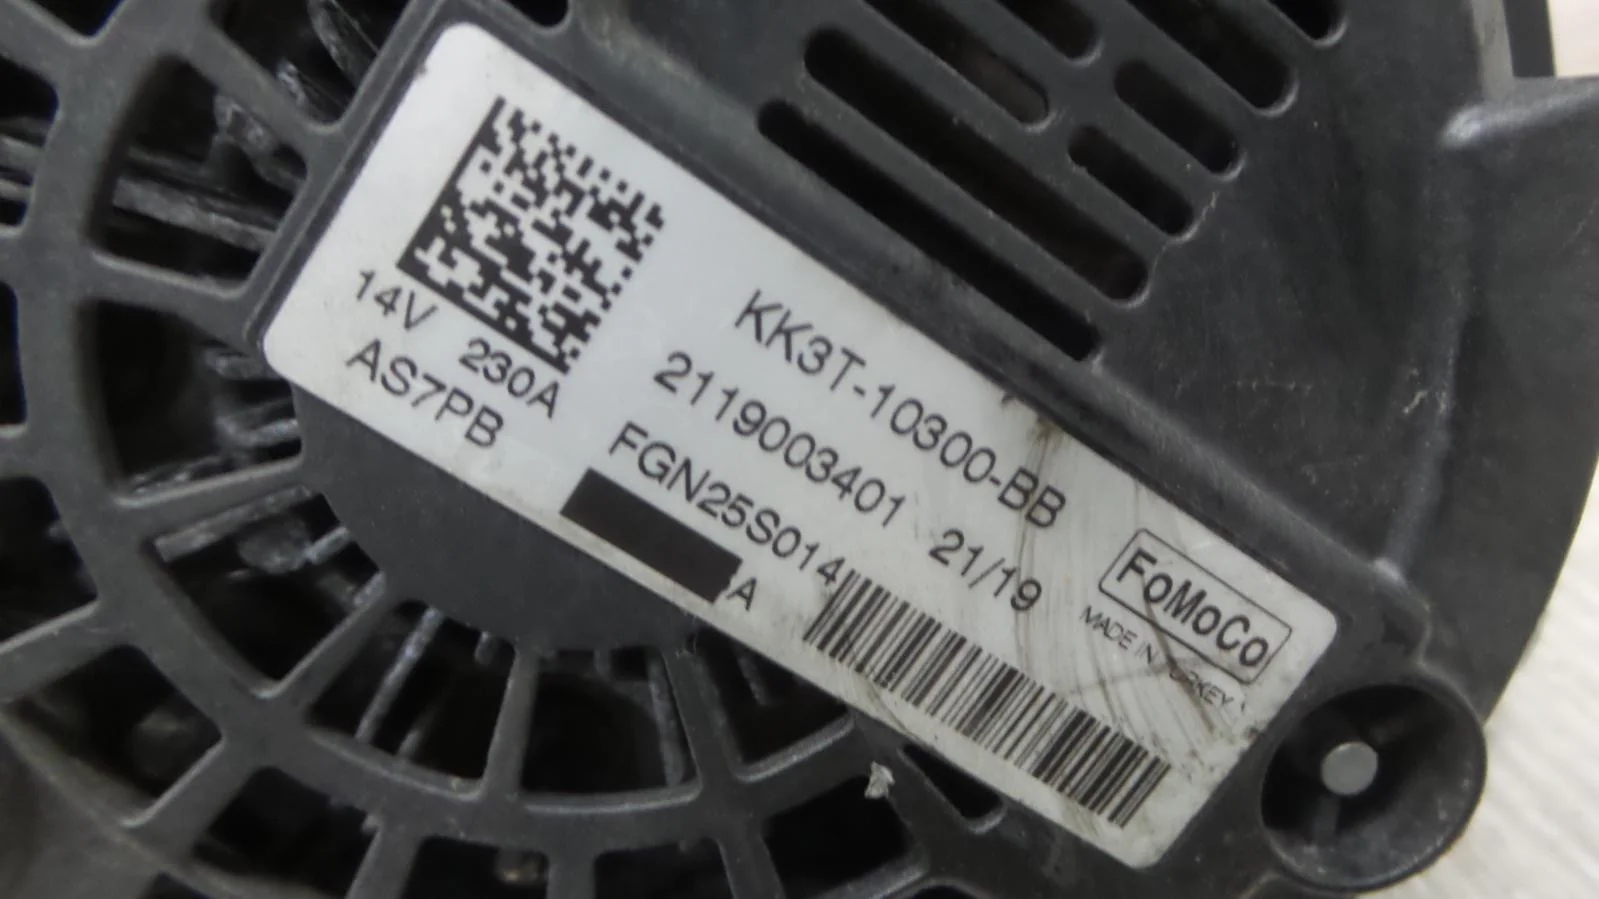 14V 230A
AS7PB
KK3T-10300-BB
2119003401 21/19
FGN25S014
A
FoMoCo
MADE IN TURKEY